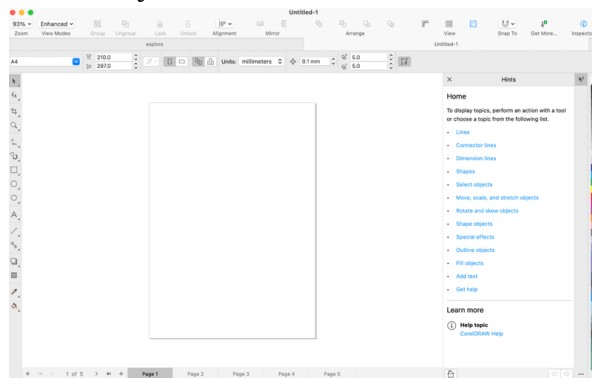 Untitled-1
93% Enhanced
Zoom View Modes Group Ungroup Lock Unlock Alignment Mirror Arrange View Snap To Get More... Inspecto
explore Untitled-1
A4 210.0 297.0 Units: millimeters 0.1 mm 5.0 5.0
Hints
Home
To display topics, perform an action with a tool
or choose a topic from the following list.
Lines
Connector lines
Dimension lines
Shapes
Select objects
Move, scale, and stretch objects
Rotate and skew objects
Shape objects
Special effects
Outline objects
Fill objects
Add text
Get help
Learn more
Help topic
CorelDRAW Help
1 of 5 Page 1 Page 2 Page 3 Page 4 Page 5